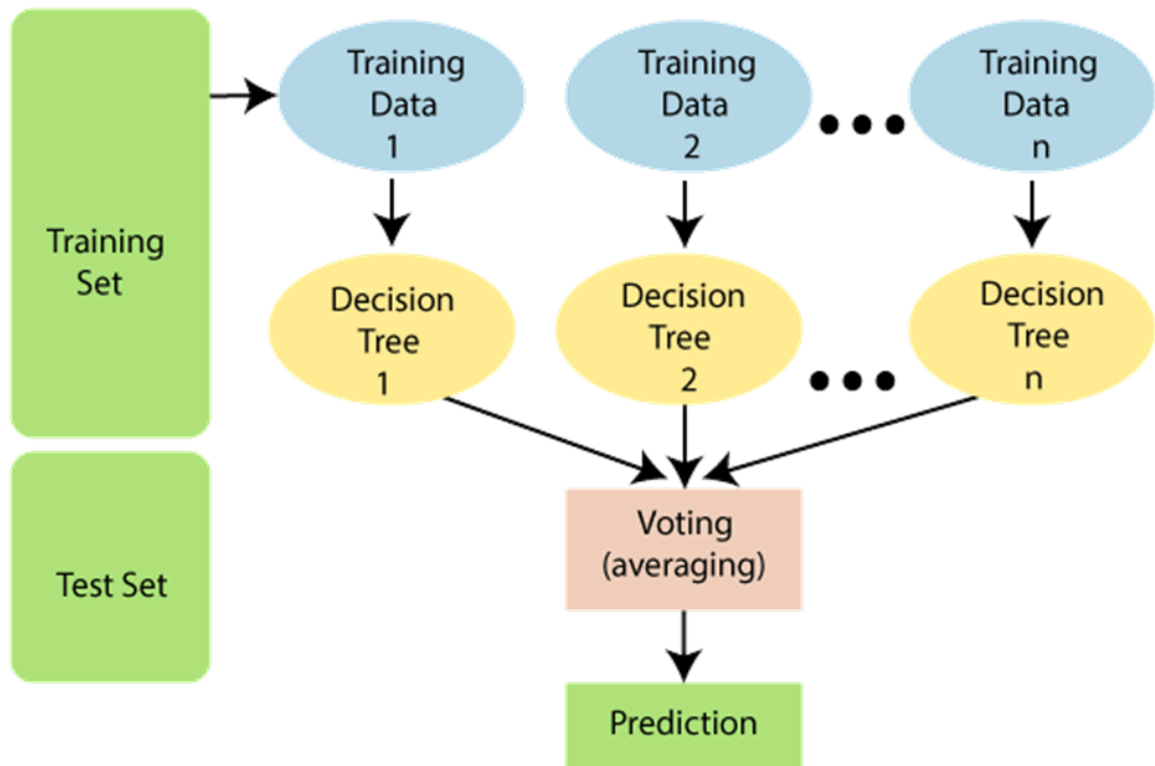 Training
Set
Test Set
Training
Data
1
Training
Data
2
Training
Data
n
Decision
Tree
1
Decision
Tree
2
Decision
Tree
n
Voting
(averaging)
Prediction